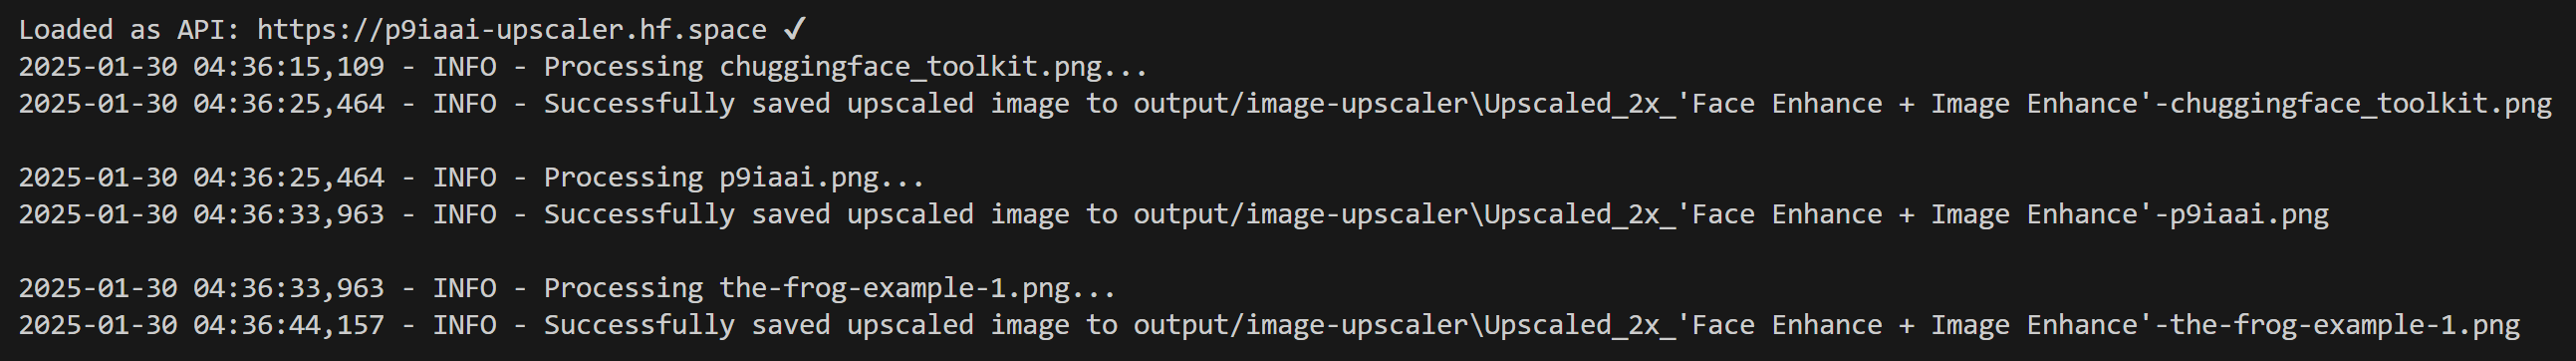 Loaded as API: https://p9iaai-upscaler.hf.space ✓
2025-01-30 04:36:15,109 - INFO - Processing chuggingface_toolkit.png...
2025-01-30 04:36:25,464 - INFO - Successfully saved upscaled image to output/image-upscaler\Upscaled_2x_'Face Enhance + Image Enhance'-chuggingface_toolkit.png
2025-01-30 04:36:25,464 - INFO - Processing p9iaai.png...
2025-01-30 04:36:33,963 - INFO - Successfully saved upscaled image to output/image-upscaler\Upscaled_2x_'Face Enhance + Image Enhance'-p9iaai.png
2025-01-30 04:36:33,963 - INFO - Processing the-frog-example-1.png...
2025-01-30 04:36:44,157 - INFO - Successfully saved upscaled image to output/image-upscaler\Upscaled_2x_'Face Enhance + Image Enhance'-the-frog-example-1.png